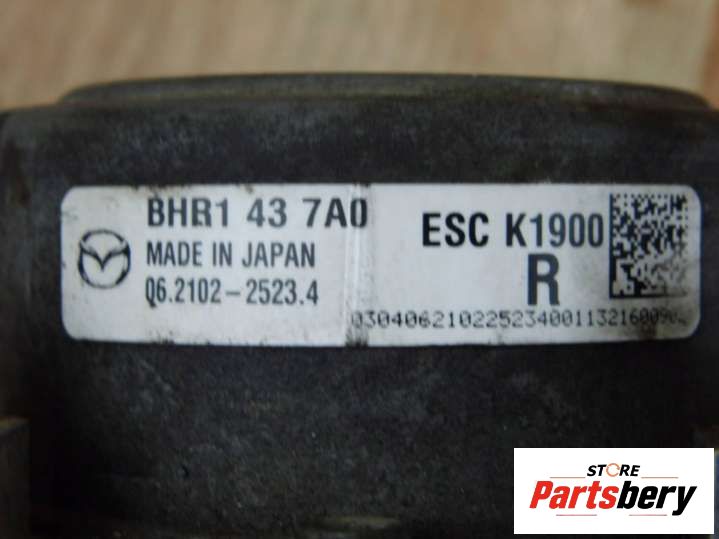 BHR1 43 7A0
MADE IN JAPAN
Q6.2102-2523.4
ESC K1900
R
STORE
Partsbery